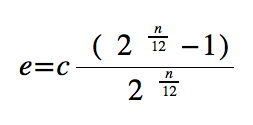 e=c (2^{n/12} −1) / 2^{n/12}